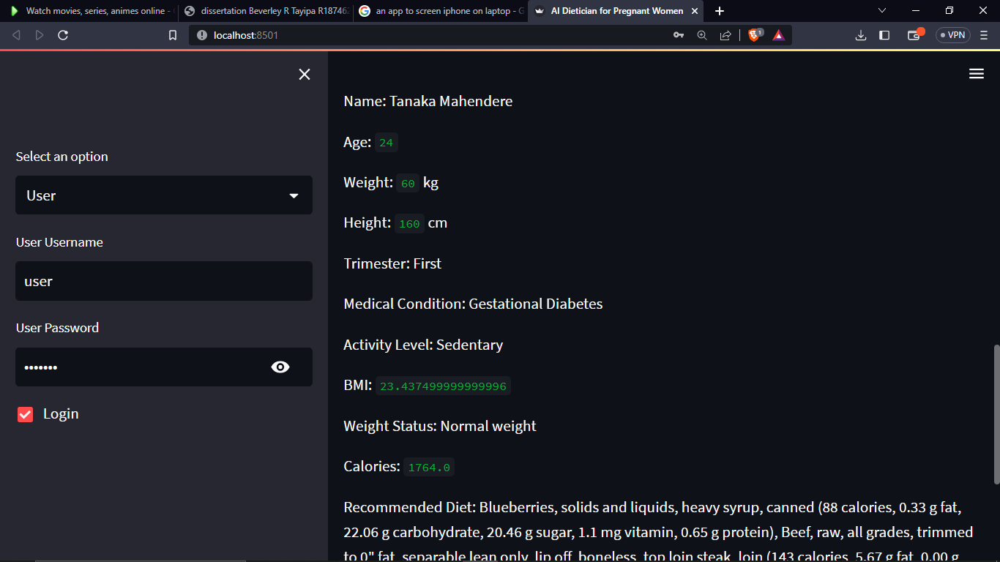 Watch movies, series, animes online -
dissertation Beverley R Tayipa R18746
an app to screen iphone on laptop - G
AI Dietician for Pregnant Women
localhost:8501
1
VPN
Select an option
User
User Username
user
User Password
•••••••
Login
Name: Tanaka Mahendere
Age: 24
Weight: 60 kg
Height: 160 cm
Trimester: First
Medical Condition: Gestational Diabetes
Activity Level: Sedentary
BMI: 23.437499999999996
Weight Status: Normal weight
Calories: 1764.0
Recommended Diet: Blueberries, solids and liquids, heavy syrup, canned (88 calories, 0.33 g fat,
22.06 g carbohydrate, 20.46 g sugar, 1.1 mg vitamin, 0.65 g protein), Beef, raw, all grades, trimmed
to 0" fat, separable lean only, lip off, boneless, top loin steak, loin (143 calories, 5.67 g fat, 0.00 g